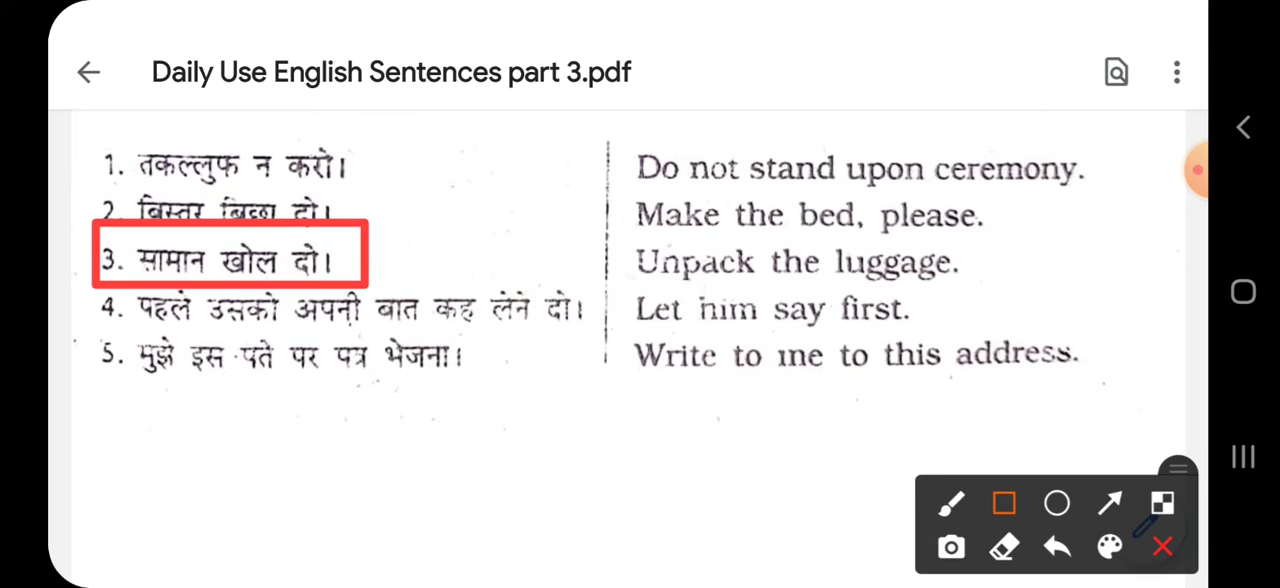 Daily Use English Sentences part 3.pdf
1. तकल्लुफ न करो। Do not stand upon ceremony.
2. बिस्तर बिछा दो। Make the bed, please.
3. सामान खोल दो। Unpack the luggage.
4. पहले उसको अपनी बात कह लेने दो। Let him say first.
5. मुझे इस पते पर पत्र भेजना। Write to me to this address.